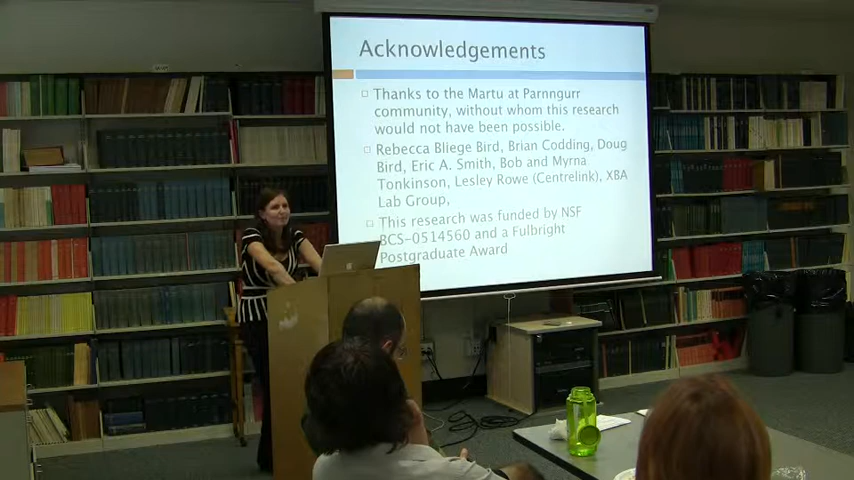 Acknowledgements
Thanks to the Martu at Parnngurr
community, without whom this research
would not have been possible.
Rebecca Bliege Bird, Brian Codding, Doug
Bird, Eric A. Smith, Bob and Myrna
Tonkinson, Lesley Rowe (Centrelink), XBA
Lab Group,
This research was funded by NSF
BCS-0514560 and a Fulbright
Postgraduate Award